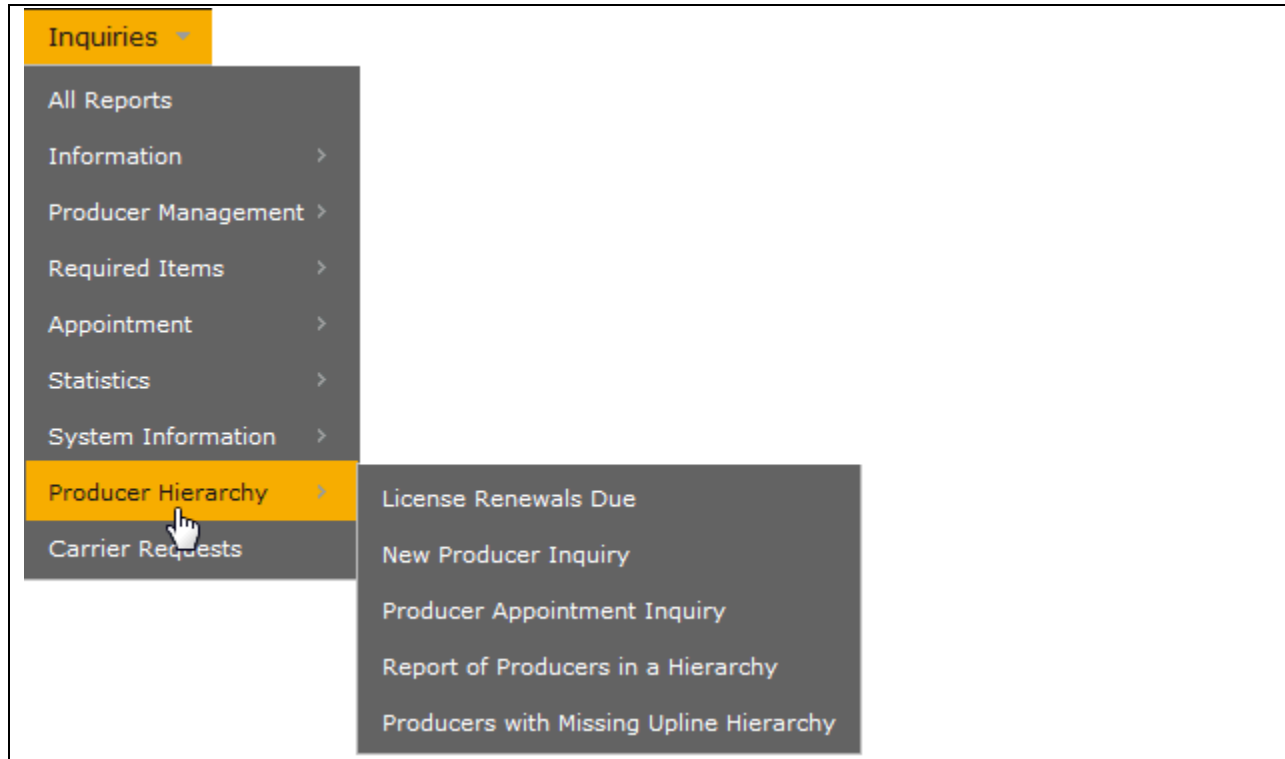 Inquiries
All Reports
Information
Producer Management
Required Items
Appointment
Statistics
System Information
Producer Hierarchy
Carrier Requests
License Renewals Due
New Producer Inquiry
Producer Appointment Inquiry
Report of Producers in a Hierarchy
Producers with Missing Upline Hierarchy